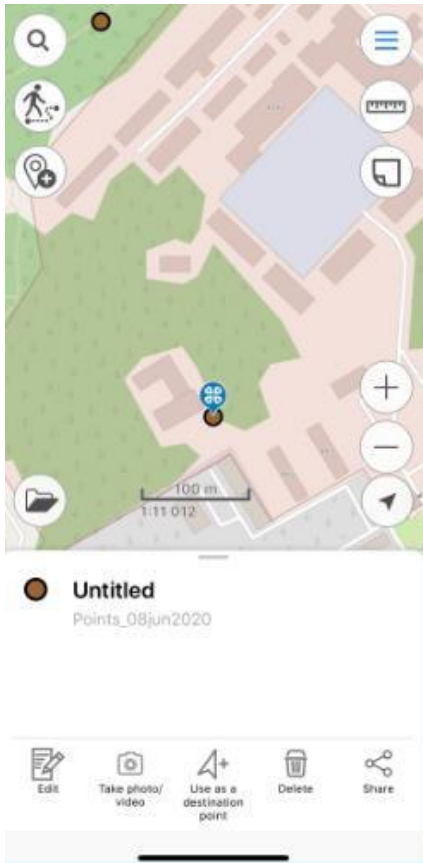 100 m
1:11 012
Untitled
Points_08jun2020
Edit
Take photo/
video
Use as a
destination
point
Delete
Share